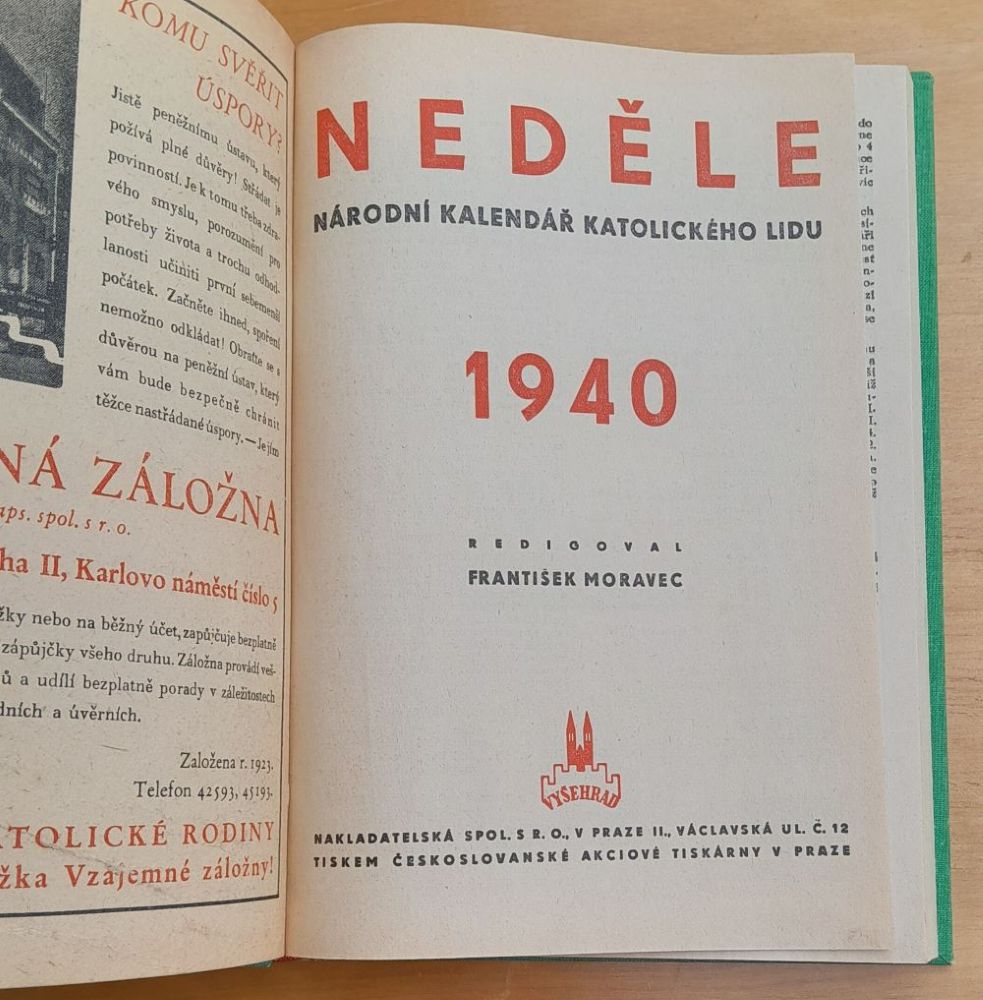 KOMU SVĚŘIT
ÚSPORY?
Jistě peněžnímu ústavu, který
požívá plné důvěry! Střádat je
povinností. Je k tomu třeba zdra-
vého smyslu, porozumění pro
potřeby života a trochu odhod-
lanosti učiniti první sebemenší
počátek. Začněte ihned, spoření
nemožno odkládat! Obraťte se s
důvěrou na peněžní ústav, který
vám bude bezpečně chránit
těžce nastřádané úspory. — Je jím
NÁ ZÁLOŽNA
aps. spol. s r. o.
ha II, Karlovo náměstí číslo 5
žky nebo na běžný účet, zapůjčuje bezplatně
zápůjčky všeho druhu. Záložna provádí veš-
ů a udílí bezplatně porady v záležitostech
dních a úvěrních.
Založena r. 1923.
Telefon 42593, 45193.
ATOLICKÉ RODINY
žka Vzájemné záložny!
NEDĚLE
NÁRODNÍ KALENDÁŘ KATOLICKÉHO LIDU
1940
REDIGOVAL
FRANTIŠEK MORAVEC
VYŠEHRAD
NAKLADATELSKÁ SPOL. S R. O., V PRAZE II., VÁCLAVSKÁ UL. Č. 12
TISKEM ČESKOSLOVANSKÉ AKCIOVÉ TISKÁRNY V PRAZE